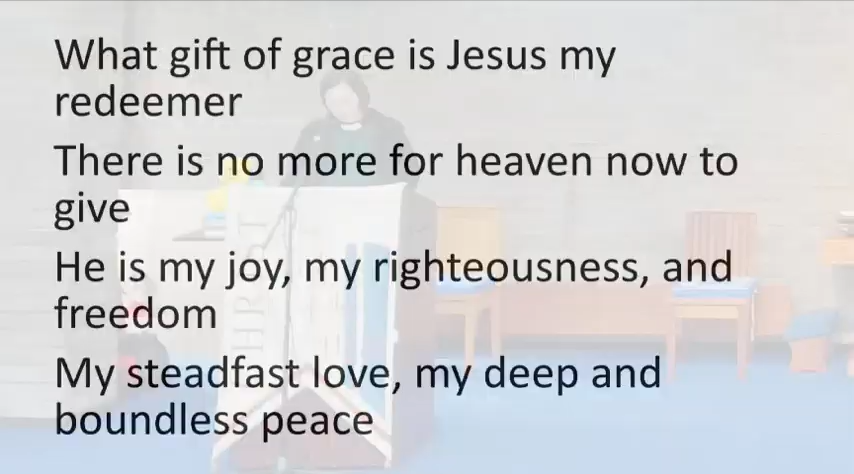 What gift of grace is Jesus my
redeemer
There is no more for heaven now to
give
He is my joy, my righteousness, and
freedom
My steadfast love, my deep and
boundless peace
CHRIST